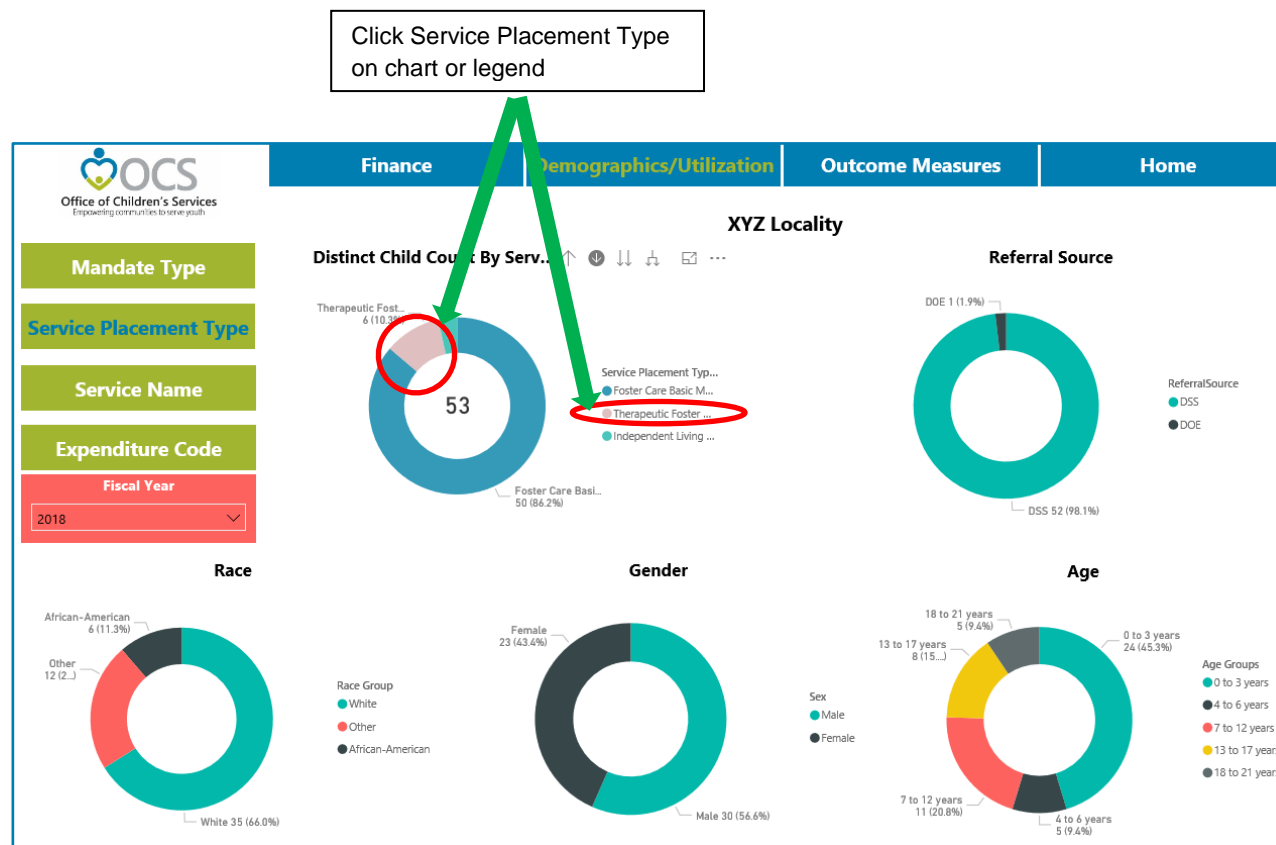 Click Service Placement Type
on chart or legend
OCS
Office of Children's Services
Empowering communities to serve youth
Finance
Demographics/Utilization
Outcome Measures
Home
XYZ Locality
Mandate Type
Service Placement Type
Service Name
Expenditure Code
Fiscal Year
2018
Distinct Child Count By Serv...
Therapeutic Fost...
6 (10.3%)
53
Foster Care Basi...
50 (86.2%)
Service Placement Typ...
Foster Care Basic M...
Therapeutic Foster ...
Independent Living ...
Referral Source
DOE 1 (1.9%)
DSS 52 (98.1%)
ReferralSource
DSS
DOE
Race
African-American
6 (11.3%)
Other
12 (2...)
White 35 (66.0%)
Race Group
White
Other
African-American
Gender
Female
23 (43.4%)
Male 30 (56.6%)
Sex
Male
Female
Age
18 to 21 years
5 (9.4%)
13 to 17 years
8 (15...)
0 to 3 years
24 (45.3%)
7 to 12 years
11 (20.8%)
4 to 6 years
5 (9.4%)
Age Groups
0 to 3 years
4 to 6 years
7 to 12 years
13 to 17 year
18 to 21 year